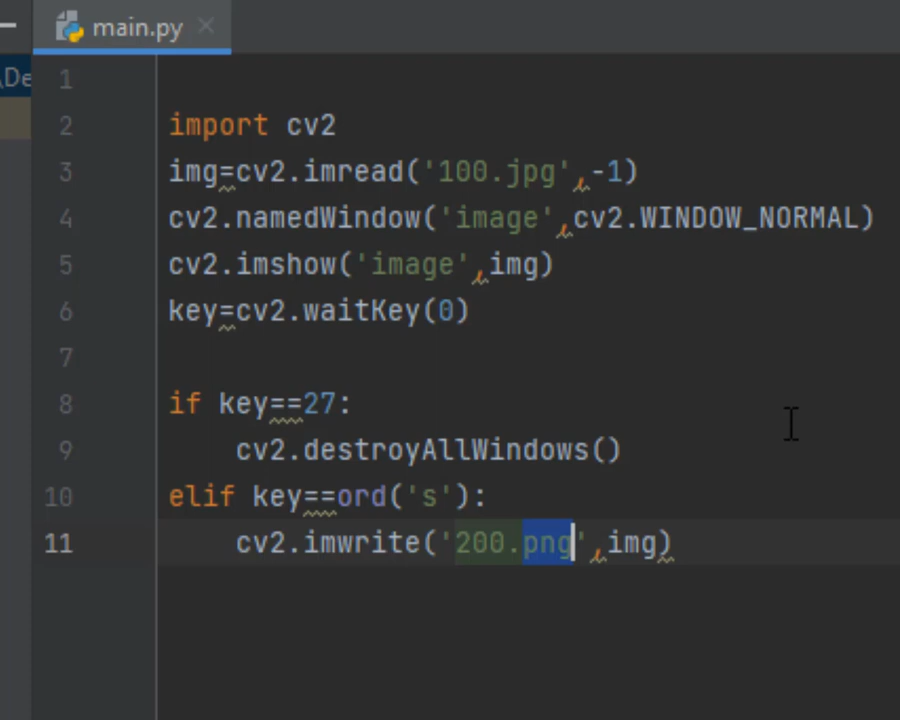 main.py
\De
1
2 import cv2
3 img=cv2.imread('100.jpg',-1)
4 cv2.namedWindow('image',cv2.WINDOW_NORMAL)
5 cv2.imshow('image',img)
6 key=cv2.waitKey(0)
7
8 if key==27:
9     cv2.destroyAllWindows()
10 elif key==ord('s'):
11     cv2.imwrite('200.png',img)